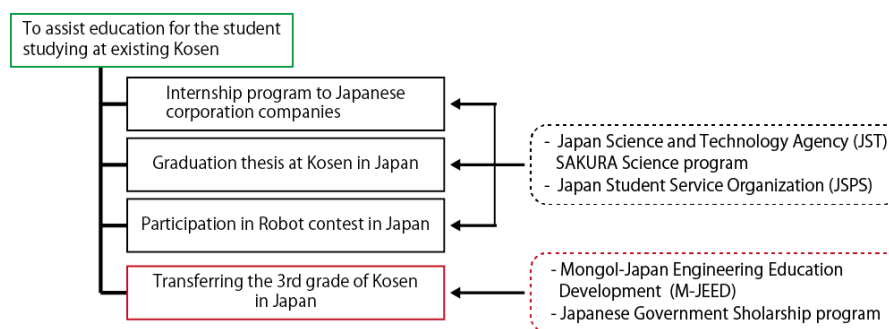 To assist education for the student
studying at existing Kosen
Internship program to Japanese
corporation companies
Graduation thesis at Kosen in Japan
Participation in Robot contest in Japan
Transferring the 3rd grade of Kosen
in Japan
- Japan Science and Technology Agency (JST)
SAKURA Science program
- Japan Student Service Organization (JSPS)
- Mongol-Japan Engineering Education
Development (M-JEED)
- Japanese Government Sholarship program